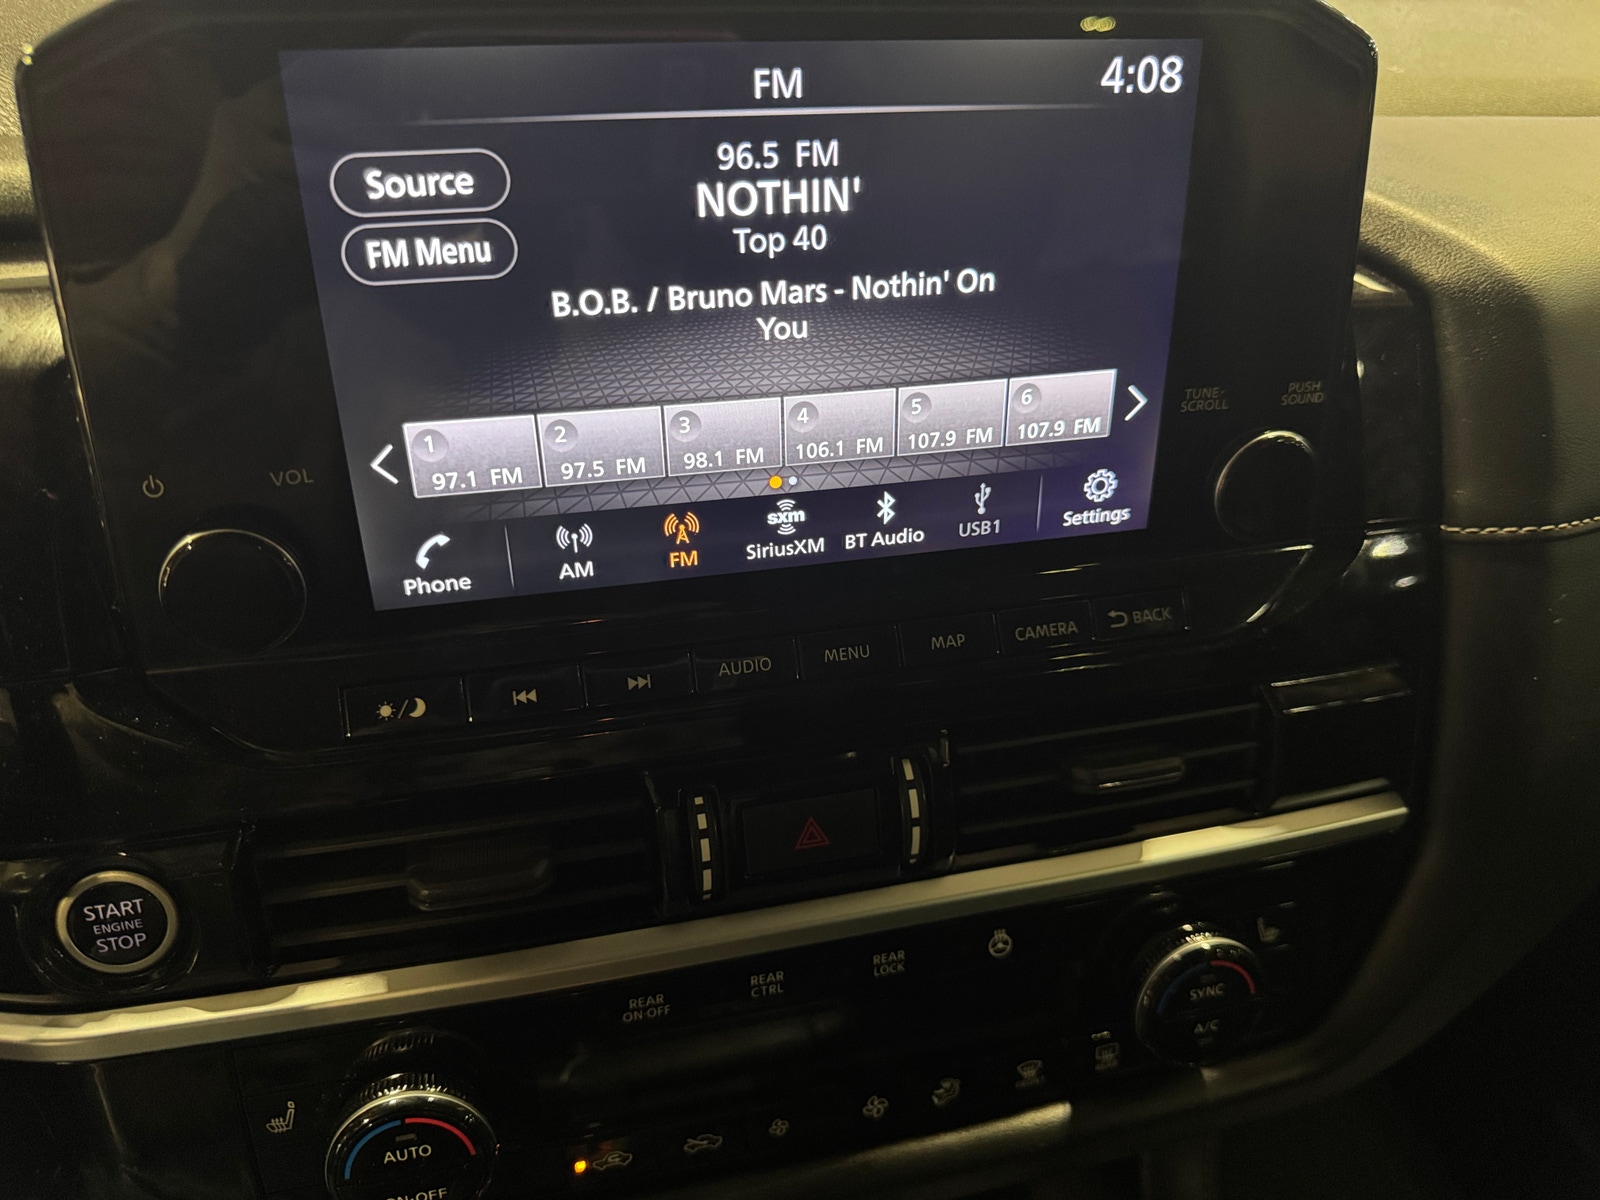 FM
4:08
Source
FM Menu
96.5 FM
NOTHIN'
Top 40
B.O.B. / Bruno Mars - Nothin' On
You
1
97.1 FM
2
97.5 FM
3
98.1 FM
4
106.1 FM
5
107.9 FM
6
107.9 FM
Phone
AM
FM
sxm
SiriusXM
BT Audio
USB1
Settings
VOL
TUNE-
SCROLL
PUSH
SOUND
AUDIO
MENU
MAP
CAMERA
BACK
START
ENGINE
STOP
REAR
ON·OFF
REAR
CTRL
REAR
LOCK
SYNC
A/C
AUTO
ON·OFF